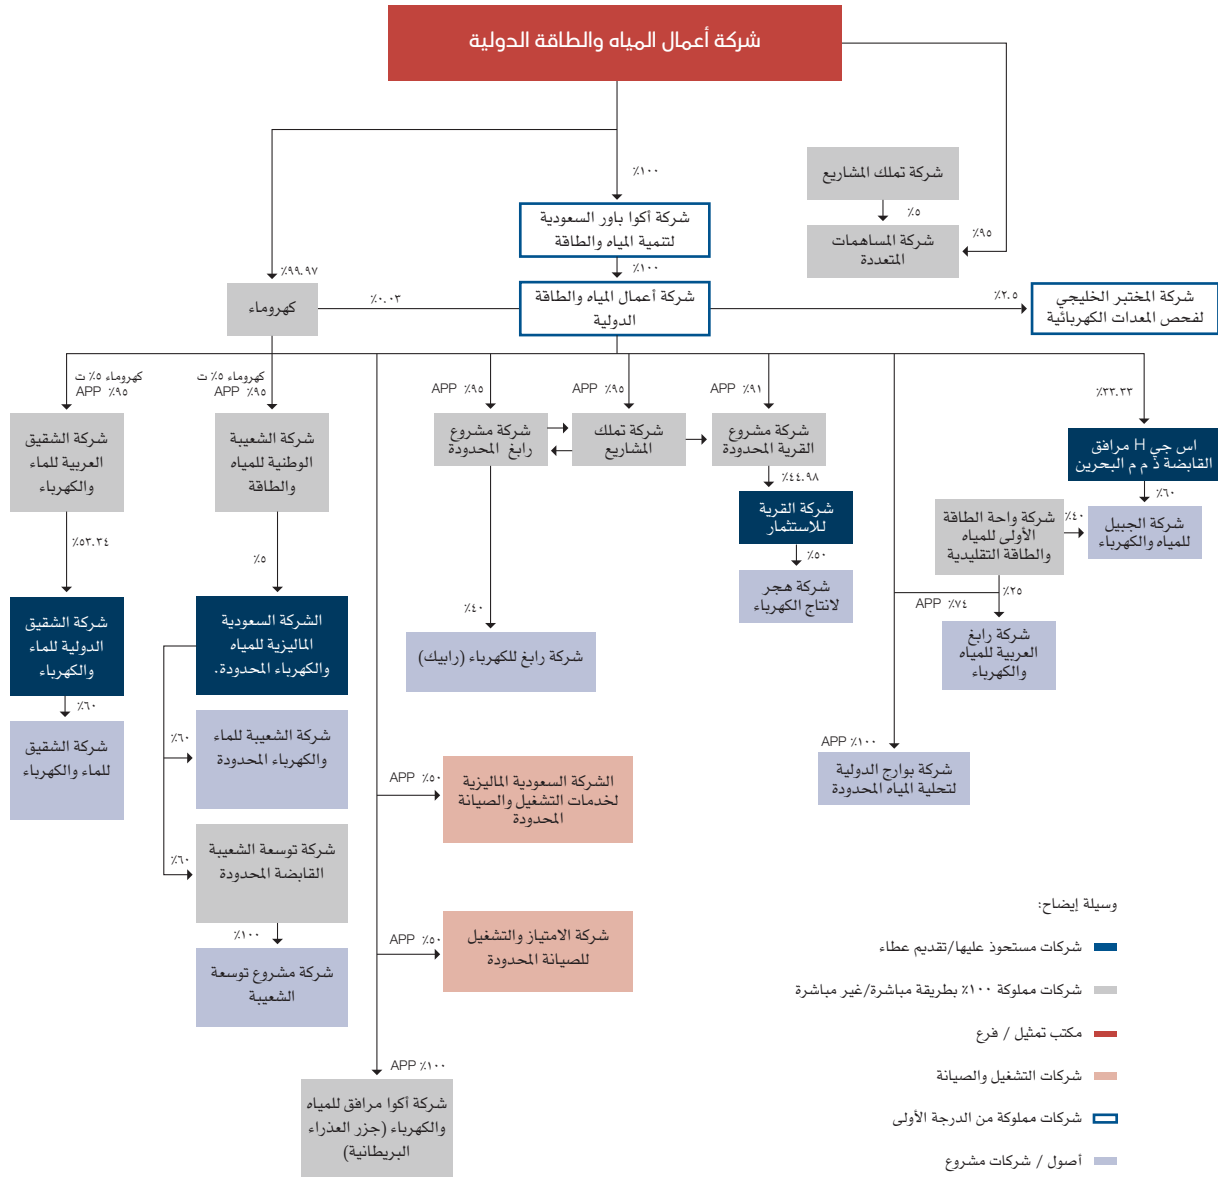 شركة أعمال المياه والطاقة الدولية
٪١٠٠
شركة تملك المشاريع
٪٥
شركة المساهمات
المتعددة
٪٩٥
شركة أكوا باور السعودية
لتنمية المياه والطاقة
٪١٠٠
٪٩٩.٩٧
كهروماء
٪٠.٠٣
شركة أعمال المياه والطاقة
الدولية
٪٢.٥
شركة المختبر الخليجي
لفحص المعدات الكهربائية
كهروماء ٥٪ ت
APP ٪٩٥
كهروماء ٥٪ ت
APP ٪٩٥
APP ٪٩٥
APP ٪٩٥
APP ٪٩١
٪٣٣.٣٣
شركة الشقيق
العربية للماء
والكهرباء
شركة الشعيبة
الوطنية للمياه
والطاقة
شركة مشروع
رابغ المحدودة
شركة تملك
المشاريع
شركة مشروع
القرية المحدودة
اس جي H مرافق
القابضة ذ م م البحرين
٪٤٤.٩٨
٪٦٠
شركة القرية
للاستثمار
شركة واحة الطاقة
الأولى للمياه
والطاقة التقليدية
٪٤٠
شركة الجبيل
للمياه والكهرباء
٪٥٣.٣٤
٪٥
٪٥٠
شركة هجر
لانتاج الكهرباء
٪٤٠
APP ٪٧٤
٪٢٥
شركة الشقيق
الدولية للماء
والكهرباء
الشركة السعودية
الماليزية للمياه
والكهرباء المحدودة.
شركة رابغ للكهرباء (رابيك)
شركة رابغ
العربية للمياه
والكهرباء
٪٦٠
شركة الشقيق
للماء والكهرباء
٪٦٠
شركة الشعيبة للماء
والكهرباء المحدودة
APP ٪٥٠
الشركة السعودية الماليزية
لخدمات التشغيل والصيانة
المحدودة
APP ٪١٠٠
شركة بوارج الدولية
لتحلية المياه المحدودة
٪٦٠
شركة توسعة الشعيبة
القابضة المحدودة
٪١٠٠
شركة مشروع توسعة
الشعيبة
APP ٪٥٠
شركة الامتياز والتشغيل
للصيانة المحدودة
APP ٪١٠٠
شركة أكوا مرافق للمياه
والكهرباء (جزر العذراء
البريطانية)
وسيلة إيضاح:
شركات مستحوذ عليها/تقديم عطاء
شركات مملوكة ١٠٠٪ بطريقة مباشرة/غير مباشرة
مكتب تمثيل / فرع
شركات التشغيل والصيانة
شركات مملوكة من الدرجة الأولى
أصول / شركات مشروع